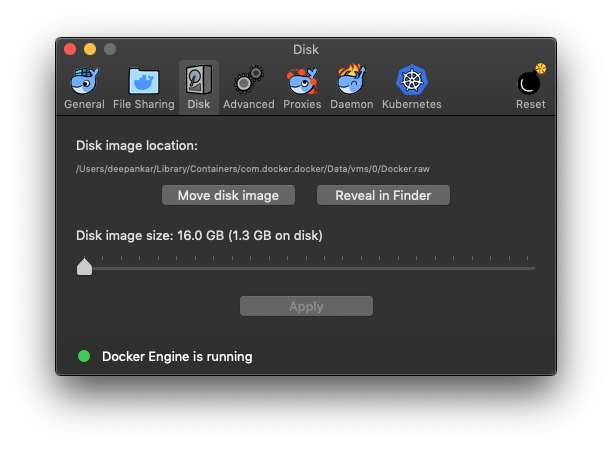 Disk
General File Sharing Disk Advanced Proxies Daemon Kubernetes Reset
Disk image location:
/Users/deepankar/Library/Containers/com.docker.docker/Data/vms/0/Docker.raw
Move disk image Reveal in Finder
Disk image size: 16.0 GB (1.3 GB on disk)
Apply
Docker Engine is running